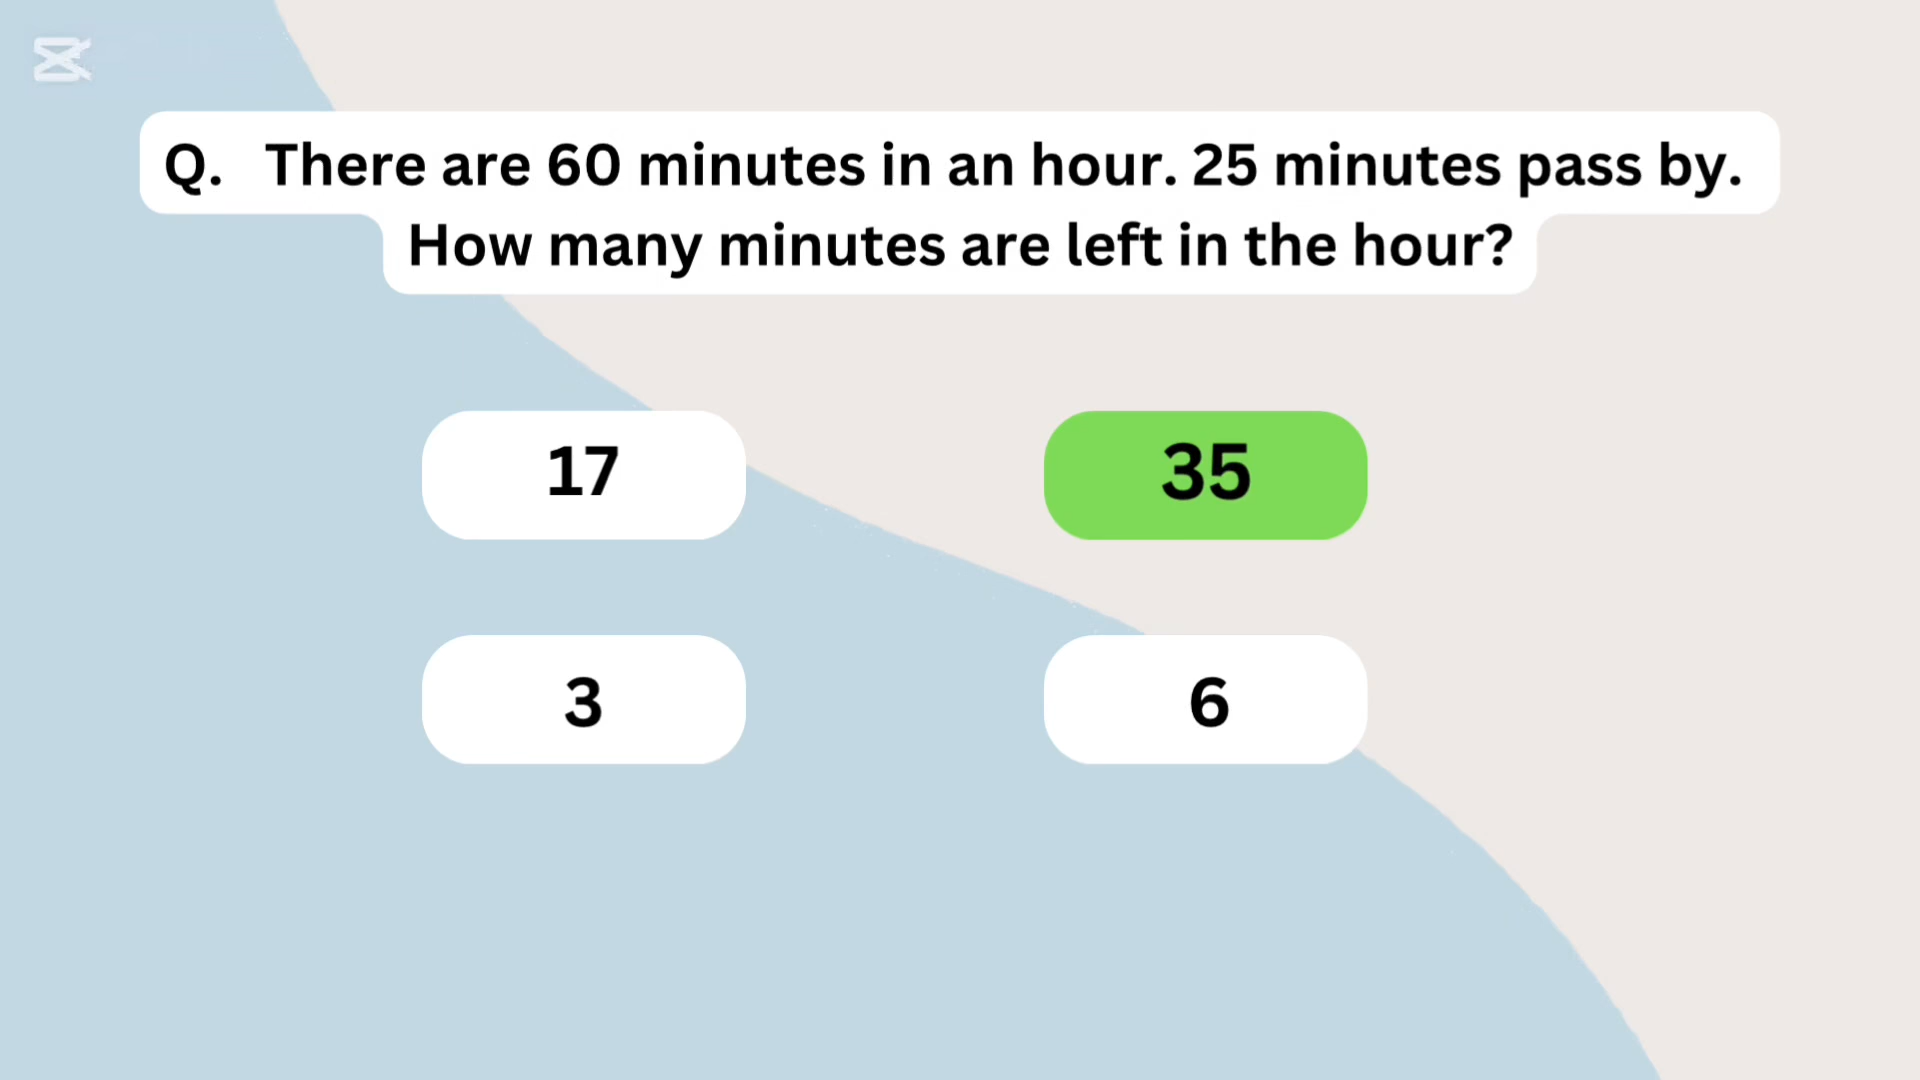 Q. There are 60 minutes in an hour. 25 minutes pass by.
How many minutes are left in the hour?
17
35
3
6